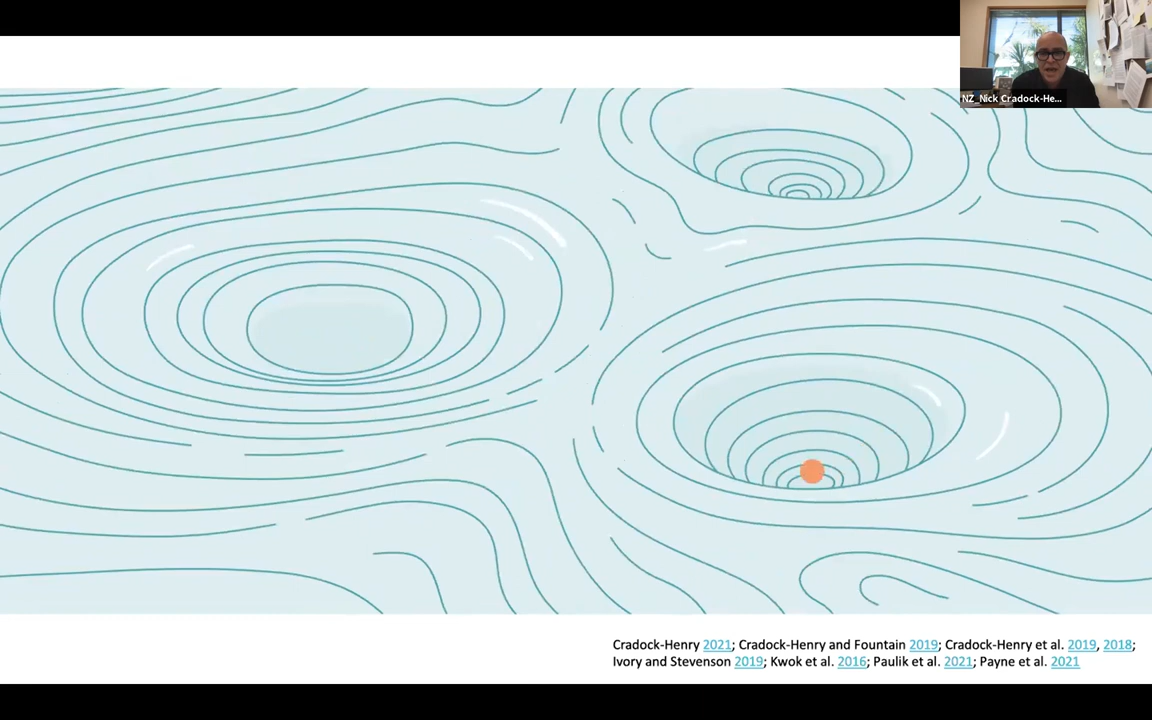 NZ_Nick Cradock-He...
Cradock-Henry 2021; Cradock-Henry and Fountain 2019; Cradock-Henry et al. 2019, 2018;
Ivory and Stevenson 2019; Kwok et al. 2016; Paulik et al. 2021; Payne et al. 2021